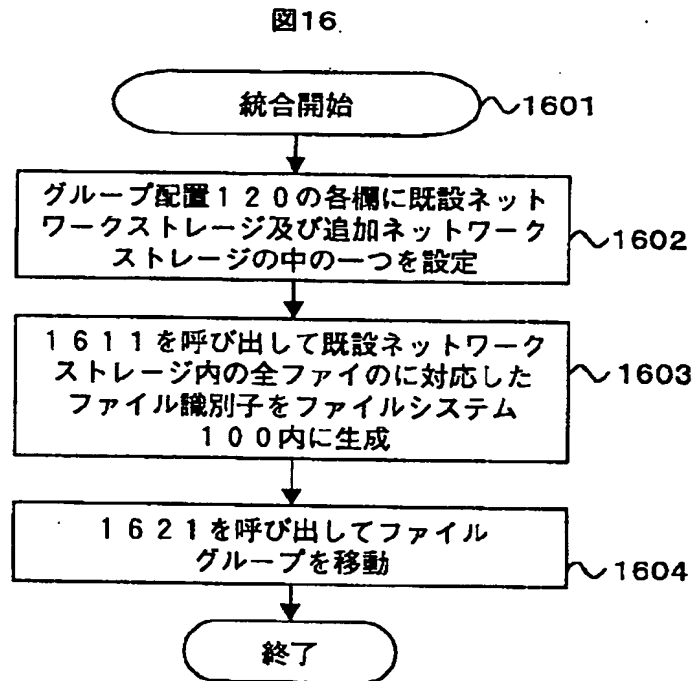 図16
統合開始
1601
グループ配置120の各欄に既設ネット
ワークストレージ及び追加ネットワーク
ストレージの中の一つを設定
1602
1611を呼び出して既設ネットワーク
ストレージ内の全ファイのに対応した
ファイル識別子をファイルシステム
100内に生成
1603
1621を呼び出してファイル
グループを移動
1604
終了